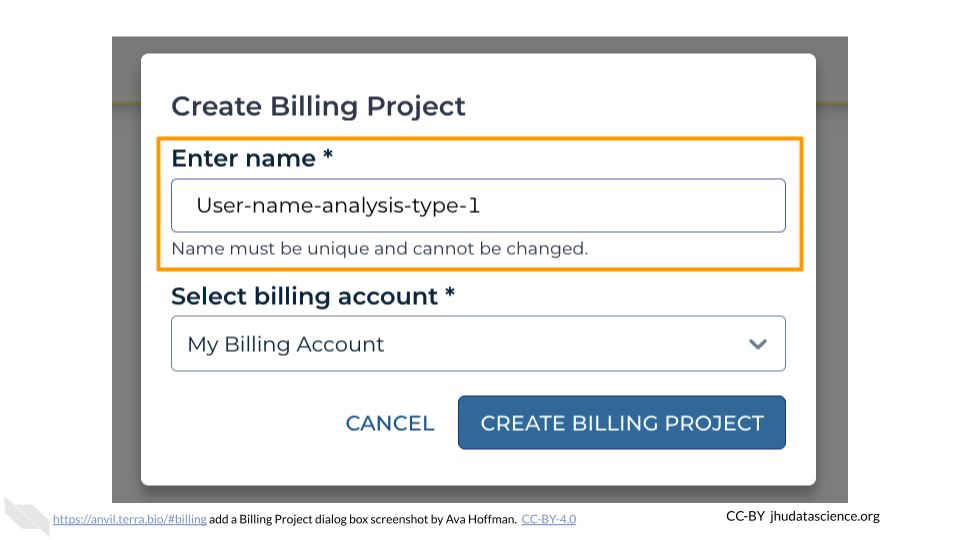 Create Billing Project
Enter name *
User-name-analysis-type-1
Name must be unique and cannot be changed.
Select billing account *
My Billing Account
CANCEL
CREATE BILLING PROJECT
https://anvil.terra.bio/#billing add a Billing Project dialog box screenshot by Ava Hoffman. CC-BY-4.0
CC-BY jhudatascience.org